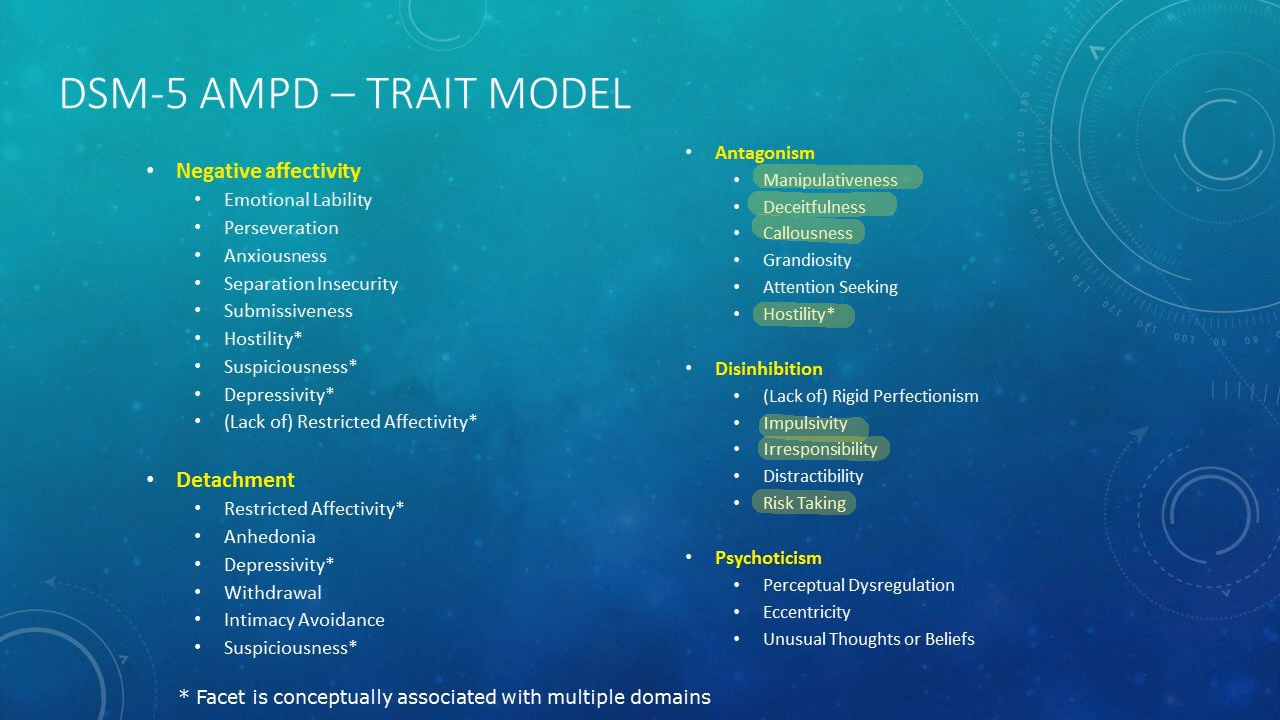 DSM-5 AMPD – TRAIT MODEL
• Negative affectivity
• Emotional Lability
• Perseveration
• Anxiousness
• Separation Insecurity
• Submissiveness
• Hostility*
• Suspiciousness*
• Depressivity*
• (Lack of) Restricted Affectivity*
• Detachment
• Restricted Affectivity*
• Anhedonia
• Depressivity*
• Withdrawal
• Intimacy Avoidance
• Suspiciousness*
• Antagonism
• Manipulativeness
• Deceitfulness
• Callousness
• Grandiosity
• Attention Seeking
• Hostility*
• Disinhibition
• (Lack of) Rigid Perfectionism
• Impulsivity
• Irresponsibility
• Distractibility
• Risk Taking
• Psychoticism
• Perceptual Dysregulation
• Eccentricity
• Unusual Thoughts or Beliefs
* Facet is conceptually associated with multiple domains